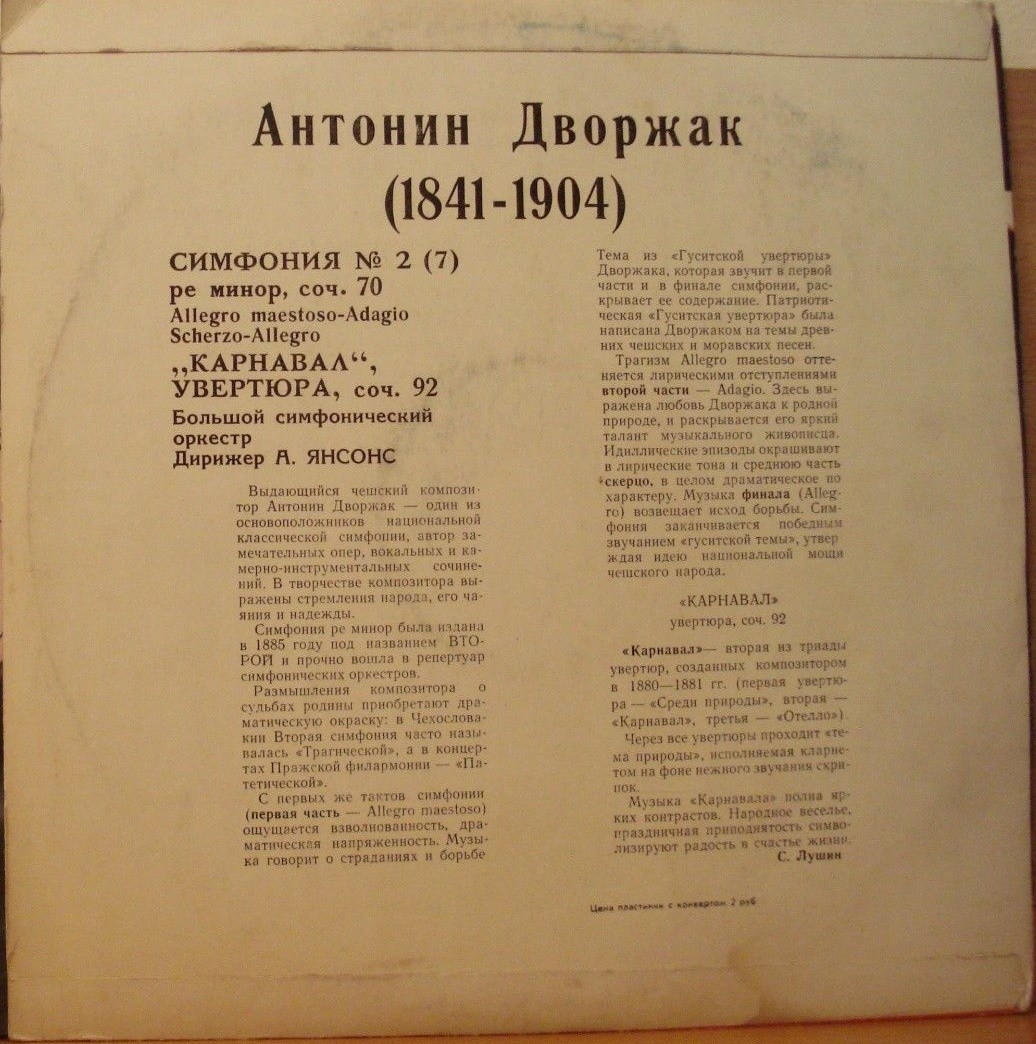 Антонин Дворжак
(1841-1904)
СИМФОНИЯ № 2 (7)
ре минор, соч. 70
Allegro maestoso-Adagio
Scherzo-Allegro
„КАРНАВАЛ“,
УВЕРТЮРА, соч. 92
Большой симфонический
оркестр
Дирижер А. ЯНСОНС
Выдающийся чешский компози-
тор Антонин Дворжак — один из
основоположников национальной
классической симфонии, автор за-
мечательных опер, вокальных и ка-
мерно-инструментальных сочине-
ний. В творчестве композитора вы-
ражены стремления народа, его ча-
яния и надежды.
Симфония ре минор была издана
в 1885 году под названием ВТО-
РОЙ и прочно вошла в репертуар
симфонических оркестров.
Размышления композитора о
судьбах родины приобретают дра-
матическую окраску: в Чехослова-
кии Вторая симфония часто назы-
валась «Трагической», а в концер-
тах Пражской филармонии — «Па-
тетической».
С первых же тактов симфонии
(первая часть — Allegro maestoso)
ощущается взволнованность, дра-
матическая напряженность. Музы-
ка говорит о страданиях и борьбе
Тема из «Гуситской увертюры»
Дворжака, которая звучит в первой
части и в финале симфонии, рас-
крывает ее содержание. Патриоти-
ческая «Гуситская увертюра» была
написана Дворжаком на темы древ-
них чешских и моравских песен.
Трагизм Allegro maestoso отте-
няется лирическими отступлениями
второй части — Adagio. Здесь вы-
ражена любовь Дворжака к родной
природе, и раскрывается его яркий
талант музыкального живописца.
Идиллические эпизоды окрашивают
в лирические тона и среднюю часть
скерцо, в целом драматическое по
характеру. Музыка финала (Alleg-
ro) возвещает исход борьбы. Сим-
фония заканчивается победным
звучанием «гуситской темы», утвер
ждая идею национальной мощи
чешского народа.
«КАРНАВАЛ»
увертюра, соч. 92
«Карнавал»— вторая из триады
увертюр, созданных композитором
в 1880—1881 гг. (первая увертю-
ра — «Среди природы», вторая —
«Карнавал», третья — «Отелло»)
Через все увертюры проходит «те-
ма природы», исполняемая кларне-
том на фоне нежного звучания скри-
пок.
Музыка «Карнавала» полна яр-
ких контрастов. Народное веселье,
праздничная приподнятость симво-
лизируют радость и счастье жизни.
С. Лушин
Цена пластинки с конвертом 2 руб